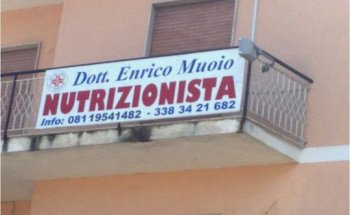 Dott. Enrico Muoio
NUTRIZIONISTA
Info: 08119541482 - 338 34 21 682